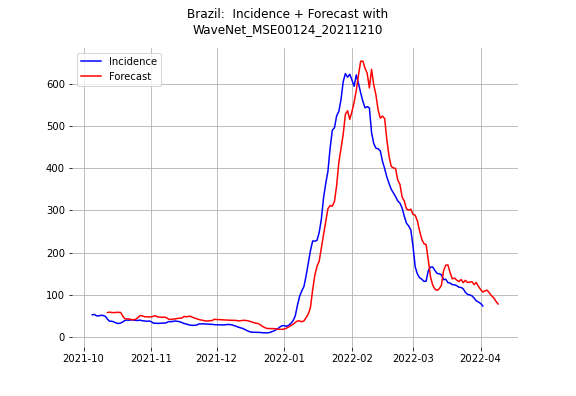 Brazil:  Incidence + Forecast with
WaveNet_MSE00124_20211210
Incidence
Forecast
600
500
400
300
200
100
0
2021-10 2021-11 2021-12 2022-01 2022-02 2022-03 2022-04